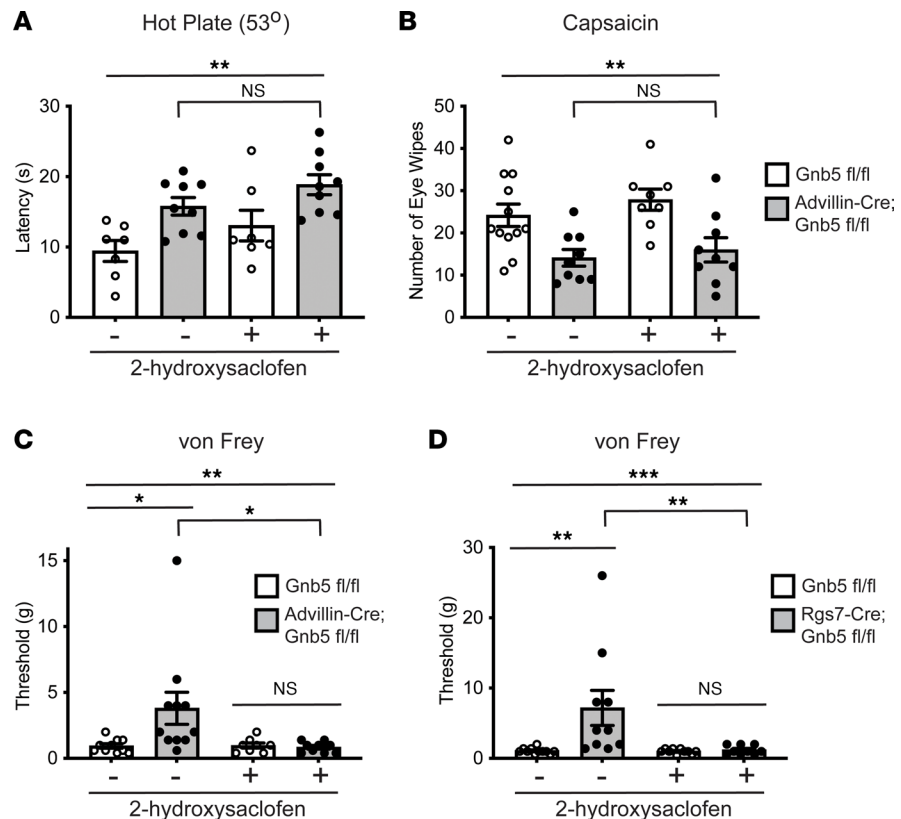 A
Hot Plate (53º)
**
NS
Latency (s)
30
20
10
0
- - + +
2-hydroxysaclofen
B
Capsaicin
**
NS
Number of Eye Wipes
50
40
30
20
10
0
- - + +
2-hydroxysaclofen
Gnb5 fl/fl
Advillin-Cre;
Gnb5 fl/fl
C
von Frey
**
*
*
Threshold (g)
15
10
5
0
Gnb5 fl/fl
Advillin-Cre;
Gnb5 fl/fl
NS
- - + +
2-hydroxysaclofen
D
von Frey
***
**
**
Threshold (g)
30
20
10
0
Gnb5 fl/fl
Rgs7-Cre;
Gnb5 fl/fl
NS
- - + +
2-hydroxysaclofen